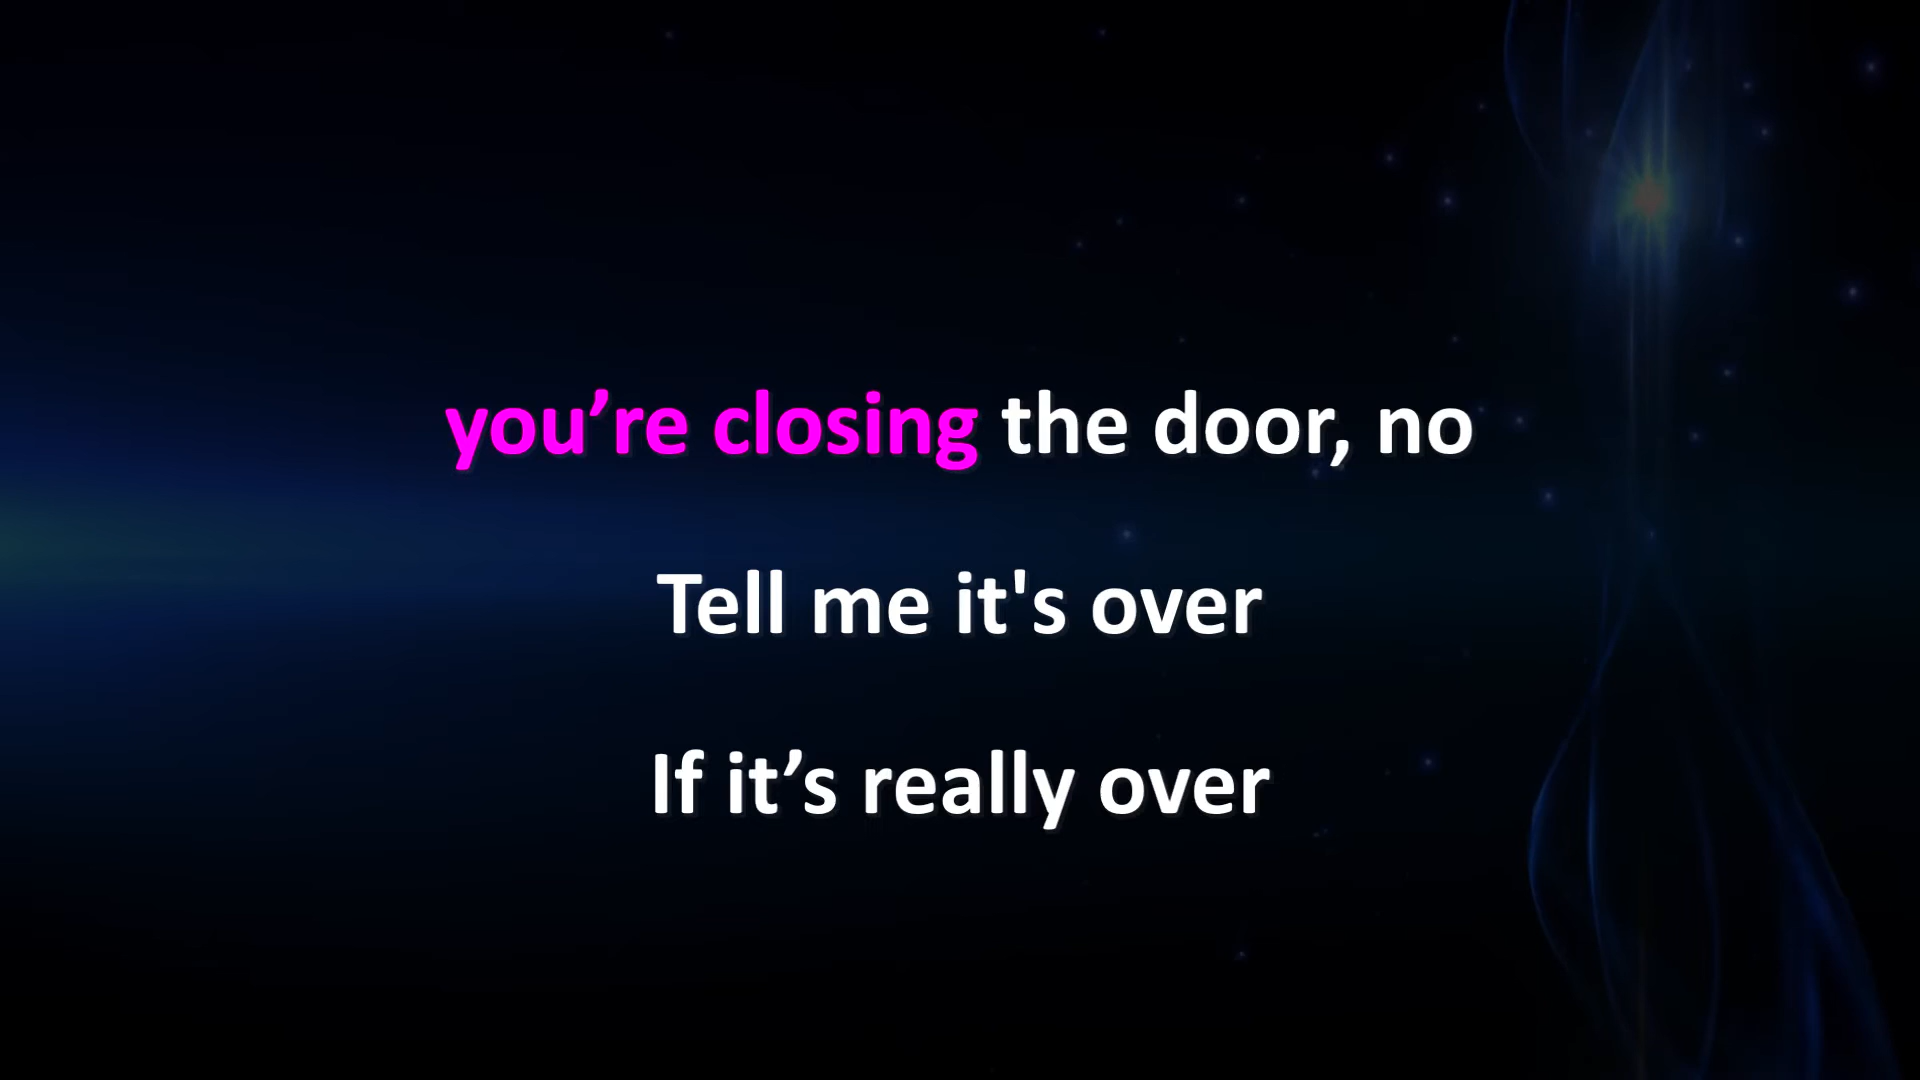 you’re closing the door, no
Tell me it's over
If it’s really over